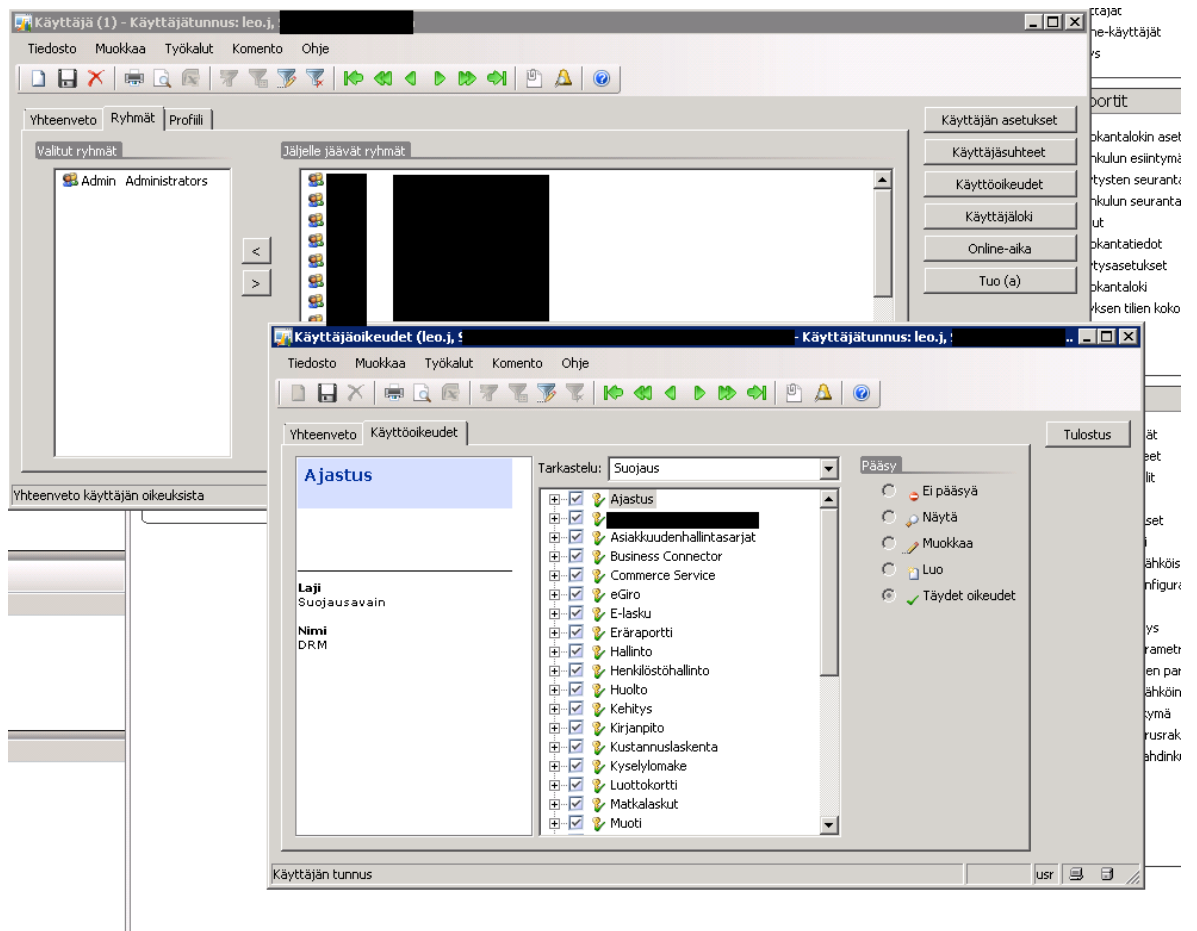 Käyttäjä (1) - Käyttäjätunnus: leo.j,
Tiedosto Muokkaa Työkalut Komento Ohje
Yhteenveto Ryhmät Profiili
Valitut ryhmät
Admin Administrators
Jäljelle jäävät ryhmät
<
>
Käyttäjän asetukset
Käyttäjäsuhteet
Käyttöoikeudet
Käyttäjäloki
Online-aika
Tuo (a)
Yhteenveto käyttäjän oikeuksista
Käyttäjäoikeudet (leo.j, - Käyttäjätunnus: leo.j, ..
Tiedosto Muokkaa Työkalut Komento Ohje
Yhteenveto Käyttöoikeudet
Tulostus
Ajastus
Laji
Suojausavain
Nimi
DRM
Tarkastelu: Suojaus
Ajastus
Asiakkuudenhallintasarjat
Business Connector
Commerce Service
eGiro
E-lasku
Eräraportti
Hallinto
Henkilöstöhallinto
Huolto
Kehitys
Kirjanpito
Kustannuslaskenta
Kyselylomake
Luottokortti
Matkalaskut
Muoti
Pääsy
Ei pääsyä
Näytä
Muokkaa
Luo
Täydet oikeudet
Käyttäjän tunnus
usr